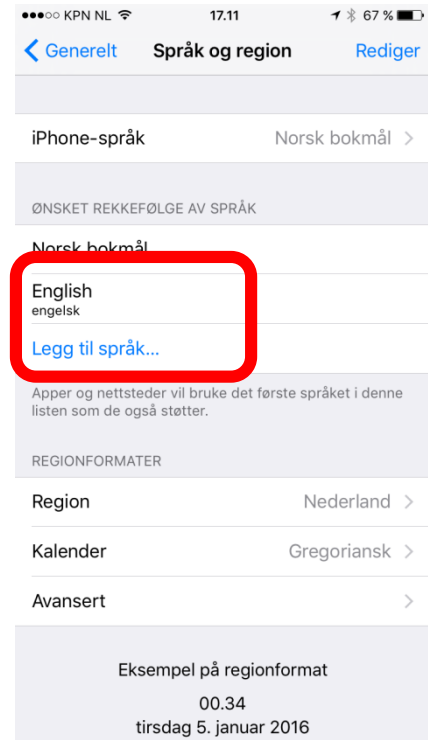 KPN NL 17.11 67 %
Generelt Språk og region Rediger
iPhone-språk Norsk bokmål
ØNSKET REKKEFØLGE AV SPRÅK
Norsk bokmål
English
engelsk
Legg til språk...
Apper og nettsteder vil bruke det første språket i denne
listen som de også støtter.
REGIONFORMATER
Region Nederland
Kalender Gregoriansk
Avansert
Eksempel på regionformat
00.34
tirsdag 5. januar 2016